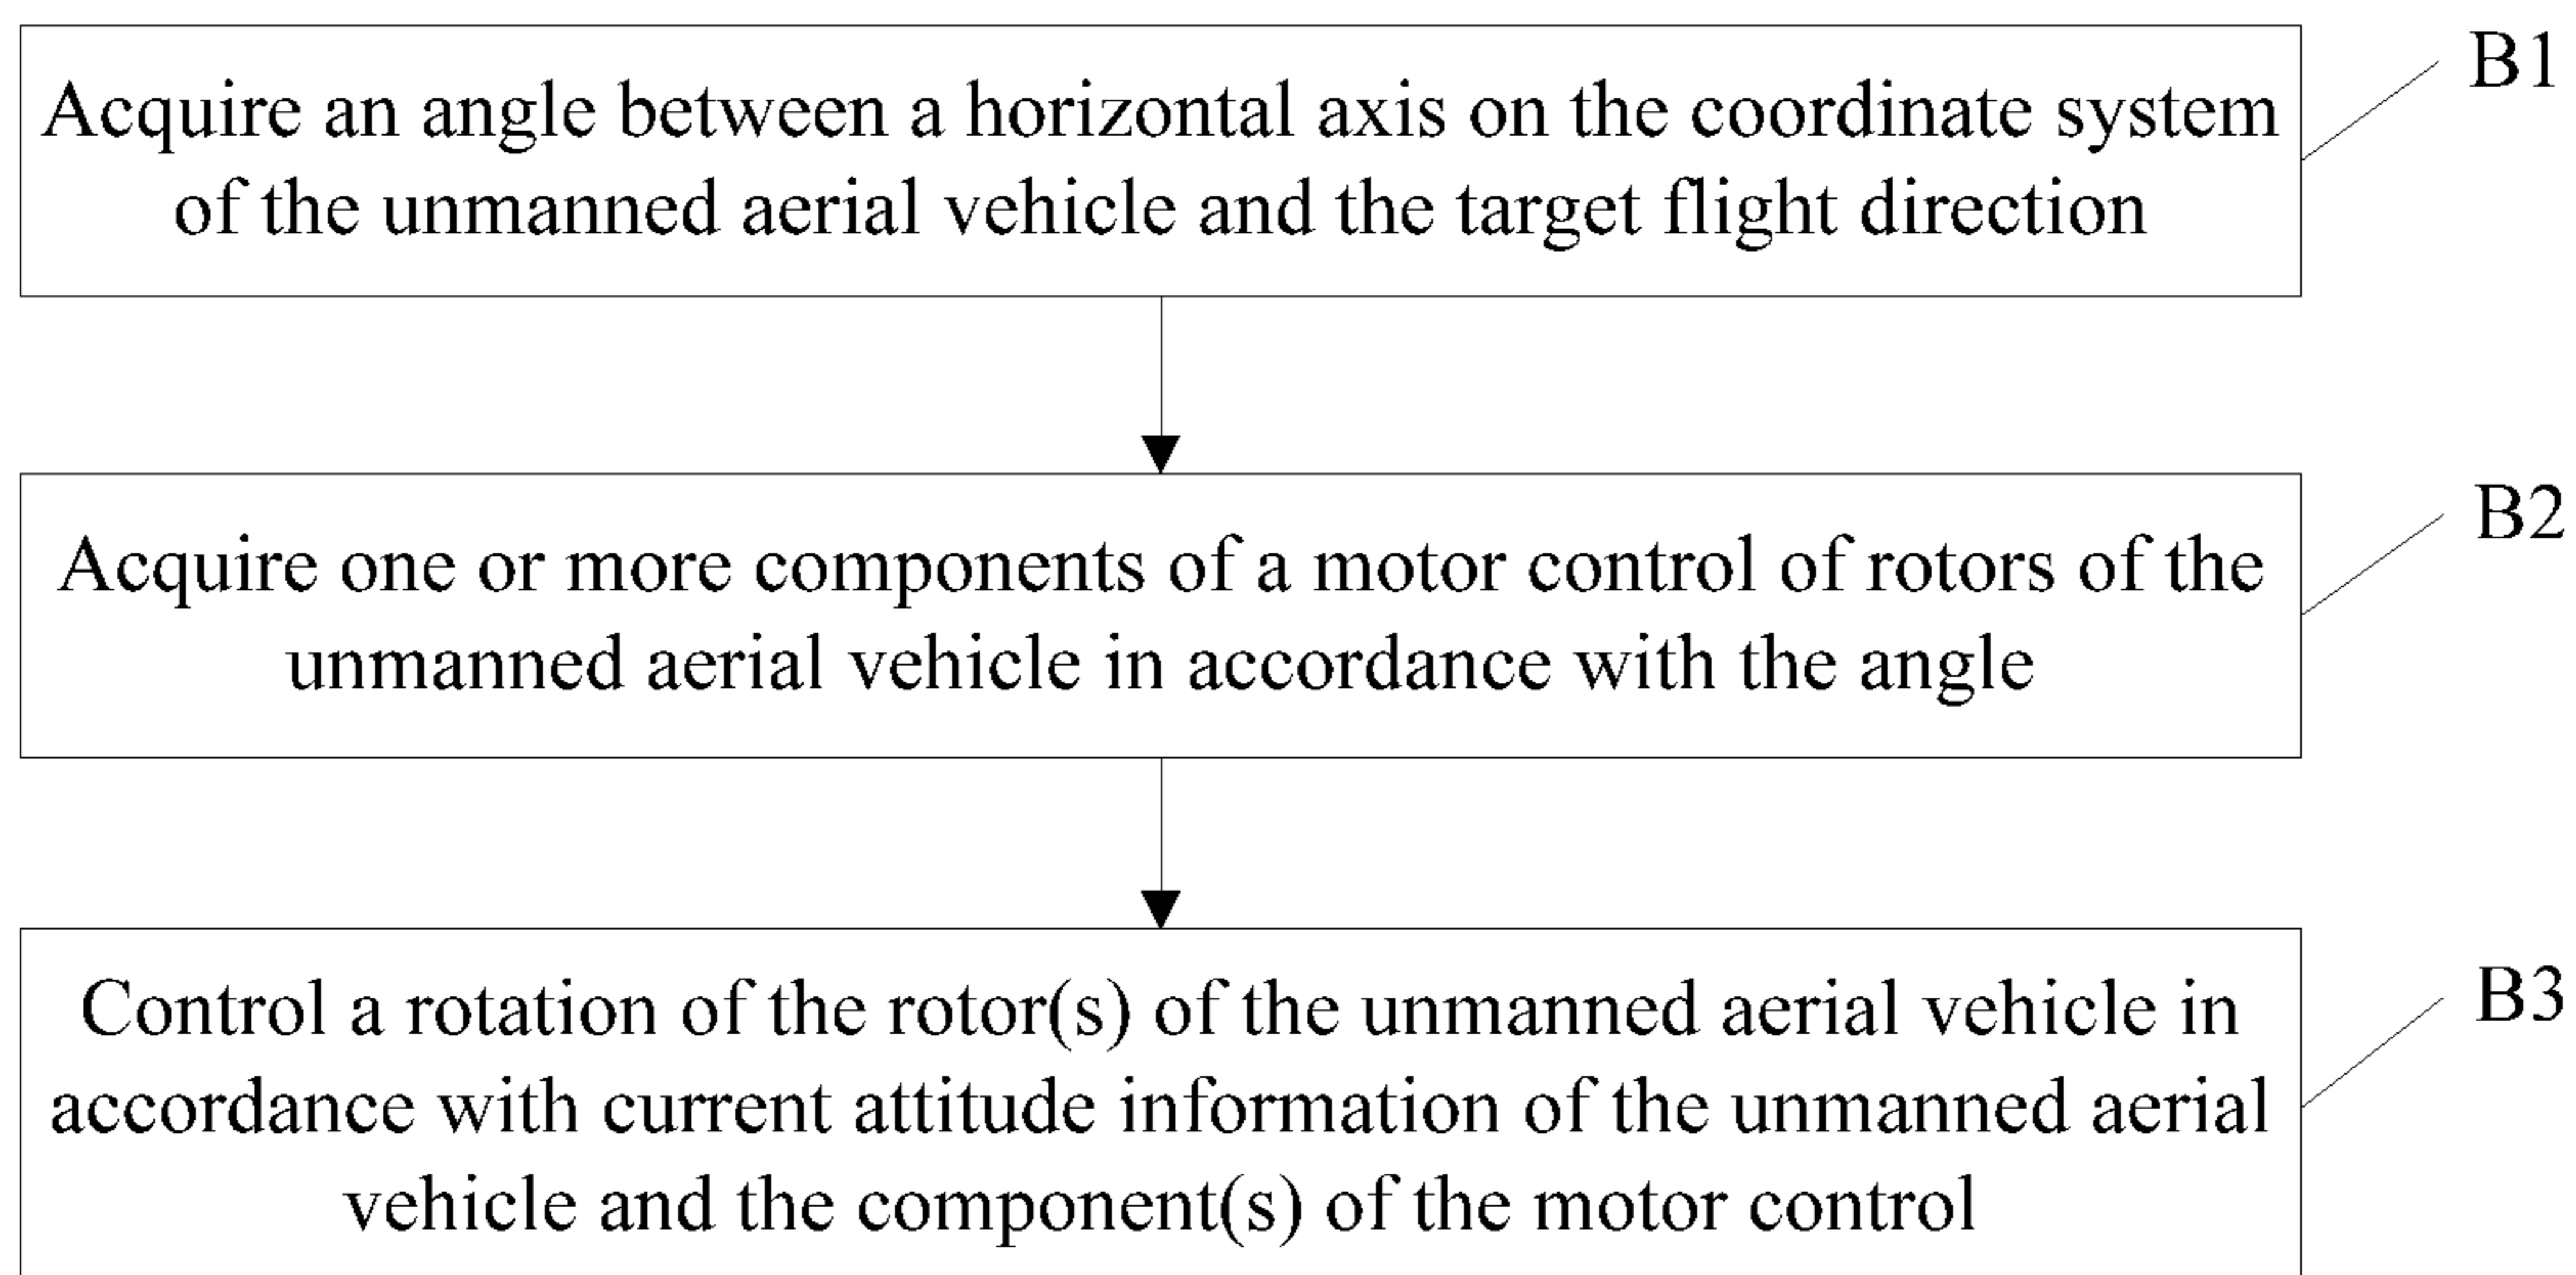 Acquire an angle between a horizontal axis on the coordinate system
of the unmanned aerial vehicle and the target flight direction
B1
Acquire one or more components of a motor control of rotors of the
unmanned aerial vehicle in accordance with the angle
B2
Control a rotation of the rotor(s) of the unmanned aerial vehicle in
accordance with current attitude information of the unmanned aerial
vehicle and the component(s) of the motor control
B3